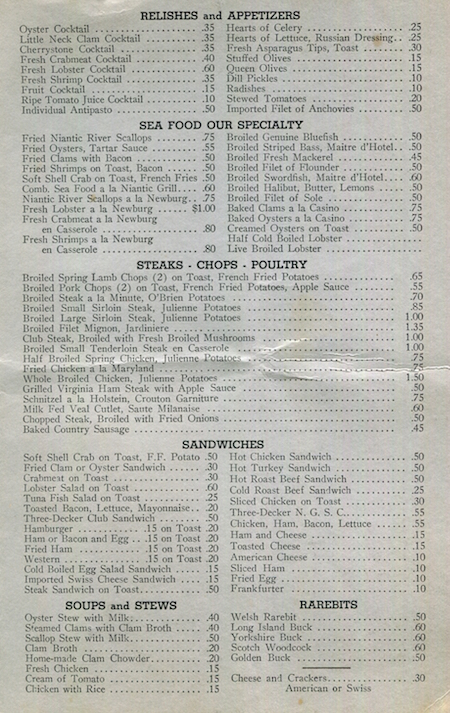 RELISHES and APPETIZERS
Oyster Cocktail .35
Little Neck Clam Cocktail .35
Cherrystone Cocktail .35
Fresh Crabmeat Cocktail .40
Fresh Lobster Cocktail .60
Fresh Shrimp Cocktail .35
Fruit Cocktail .15
Ripe Tomato Juice Cocktail .10
Individual Antipasto .50
Hearts of Celery .25
Hearts of Lettuce, Russian Dressing .25
Fresh Asparagus Tips, Toast .30
Stuffed Olives .15
Queen Olives .15
Dill Pickles .10
Radishes .10
Stewed Tomatoes .20
Imported Filet of Anchovies .50
SEA FOOD OUR SPECIALTY
Fried Niantic River Scallops .75
Fried Oysters, Tartar Sauce .55
Fried Clams with Bacon .50
Fried Shrimps on Toast, Bacon .50
Soft Shell Crab on Toast, French Fries .50
Comb. Sea Food a la Niantic Grill .60
Niantic River Scallops a la Newburg .75
Fresh Lobster a la Newburg $1.00
Fresh Crabmeat a la Newburg
en Casserole .80
Fresh Shrimps a la Newburg
en Casserole .80
Broiled Genuine Bluefish .50
Broiled Striped Bass, Maitre d'Hotel .50
Broiled Fresh Mackerel .45
Broiled Filet of Flounder .50
Broiled Swordfish, Maitre d'Hotel .60
Broiled Halibut, Butter, Lemons .50
Broiled Filet of Sole .50
Baked Clams a la Casino .75
Baked Oysters a la Casino .75
Creamed Oysters on Toast .50
Half Cold Boiled Lobster
Live Broiled Lobster
STEAKS - CHOPS - POULTRY
Broiled Spring Lamb Chops (2) on Toast, French Fried Potatoes .65
Broiled Pork Chops (2) on Toast, French Fried Potatoes, Apple Sauce .55
Broiled Steak a la Minute, O'Brien Potatoes .70
Broiled Small Sirloin Steak, Julienne Potatoes .85
Broiled Large Sirloin Steak, Julienne Potatoes 1.00
Broiled Filet Mignon, Jardiniere 1.35
Club Steak, Broiled with Fresh Broiled Mushrooms 1.00
Broiled Small Tenderloin Steak en Casserole 1.00
Half Broiled Spring Chicken, Julienne Potatoes .75
Fried Chicken a la Maryland .75
Whole Broiled Chicken, Julienne Potatoes 1.50
Grilled Virginia Ham Steak with Apple Sauce .50
Schnitzel a la Holstein, Crouton Garniture .75
Milk Fed Veal Cutlet, Saute Milanaise .60
Chopped Steak, Broiled with Fried Onions .50
Baked Country Sausage .45
SANDWICHES
Soft Shell Crab on Toast, F.F. Potato .50
Fried Clam or Oyster Sandwich .30
Crabmeat on Toast .30
Lobster Salad on Toast .60
Tuna Fish Salad on Toast .25
Toasted Bacon, Lettuce, Mayonnaise .20
Three-Decker Club Sandwich .50
Hamburger .15 on Toast .20
Ham or Bacon and Egg .15 on Toast .20
Fried Ham .15 on Toast .20
Western .15 on Toast .20
Cold Boiled Egg Salad Sandwich .15
Imported Swiss Cheese Sandwich .15
Steak Sandwich on Toast .50
Hot Chicken Sandwich .50
Hot Turkey Sandwich .50
Hot Roast Beef Sandwich .50
Cold Roast Beef Sandwich .25
Sliced Chicken on Toast .30
Three-Decker N. G. S. C. .55
Chicken, Ham, Bacon, Lettuce .55
Ham and Cheese .15
Toasted Cheese .15
American Cheese .10
Sliced Ham .10
Fried Egg .10
Frankfurter .10
SOUPS and STEWS
Oyster Stew with Milk .40
Steamed Clams with Clam Broth .40
Scallop Stew with Milk .50
Clam Broth .20
Home-made Clam Chowder .20
Fresh Chicken .15
Cream of Tomato .15
Chicken with Rice .15
RAREBITS
Welsh Rarebit .50
Long Island Buck .60
Yorkshire Buck .60
Scotch Woodcock .60
Golden Buck .50
Cheese and Crackers .30
American or Swiss